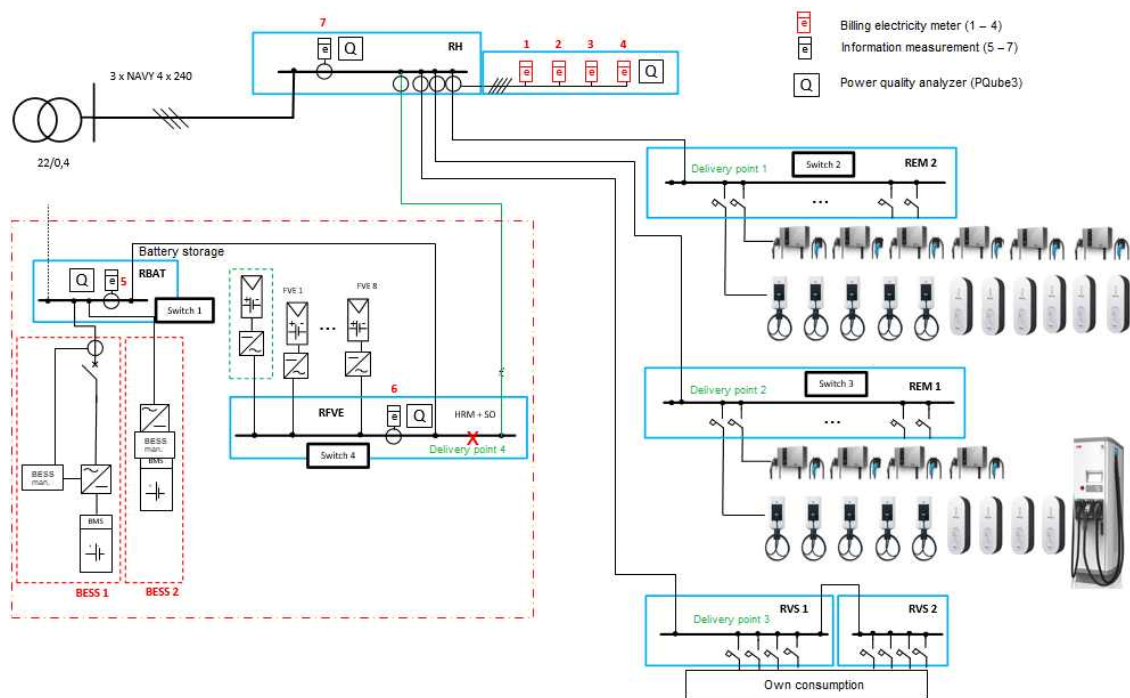 7
RH
Q
e
1 2 3 4
e e e e
Q
e Billing electricity meter (1 – 4)
e Information measurement (5 – 7)
Q Power quality analyzer (PQube3)
3 x NAVY 4 x 240
22/0,4
Delivery point 1
Switch 2
REM 2
...
Battery storage
RBAT
Q
e
5
Switch 1
FVE 1
...
FVE 8
6
RFVE
e
Q
HRM + SO
X
Delivery point 4
Switch 4
BESS
man.
BMS
BESS 1
BESS
man.
BMS
BESS 2
Delivery point 2
Switch 3
REM 1
...
Delivery point 3
RVS 1
RVS 2
Own consumption